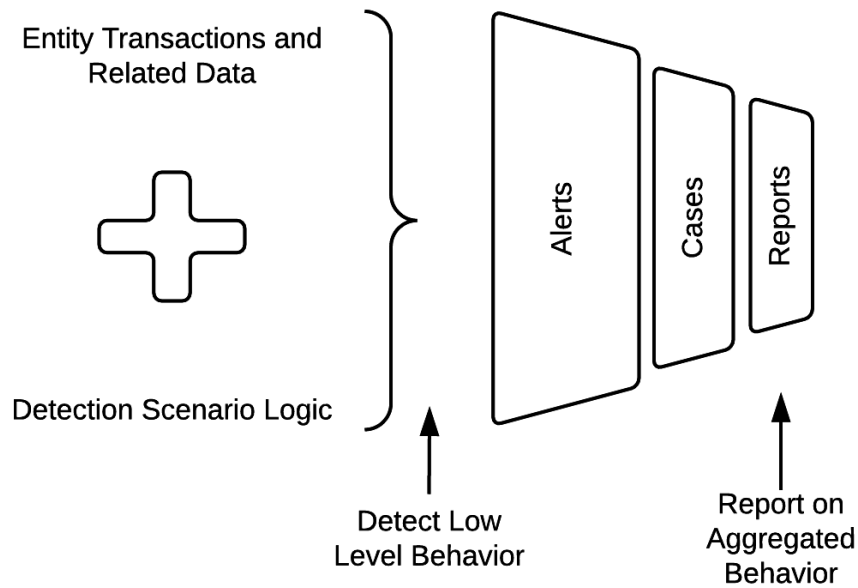 Entity Transactions and
Related Data
Detection Scenario Logic
Alerts
Cases
Reports
Detect Low
Level Behavior
Report on
Aggregated
Behavior